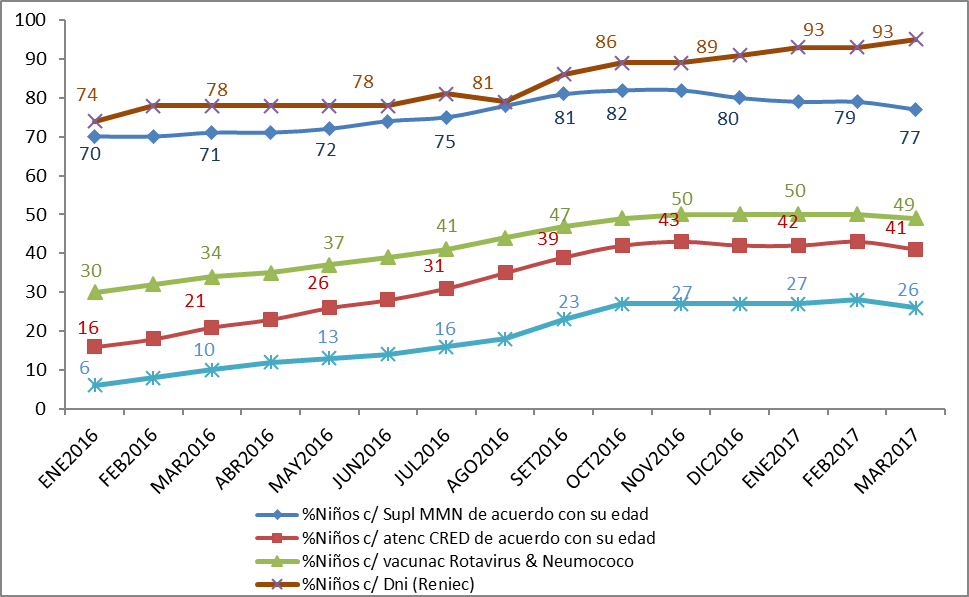 100
90
80
70
60
50
40
30
20
10
0
74 78 78 81 86 89 93 93
70 71 72 75 81 82 80 79 77
30 34 37 41 47 50 50 49
16 21 26 31 39 43 42 41
6 10 13 16 23 27 27 26
ENE2016 FEB2016 MAR2016 ABR2016 MAY2016 JUN2016 JUL2016 AGO2016 SET2016 OCT2016 NOV2016 DIC2016 ENE2017 FEB2017 MAR2017
%Niños c/ Supl MMN de acuerdo con su edad
%Niños c/ atenc CRED de acuerdo con su edad
%Niños c/ vacunac Rotavirus & Neumococo
%Niños c/ Dni (Reniec)